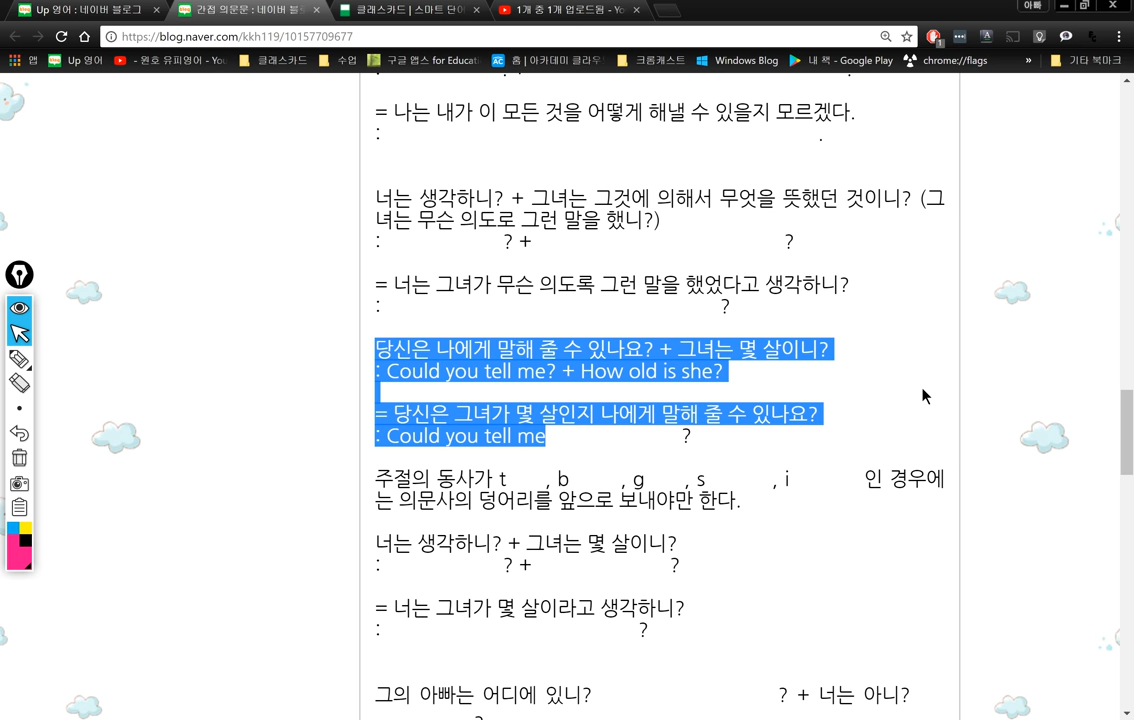 Up 영어 : 네이버 블로그
간접 의문문 : 네이버 블로
클래스카드 | 스마트 단어
1개 중 1개 업로드됨 - Yo
아빠
https://blog.naver.com/kkh119/10157709677
앱 Up 영어 - 원호 유피영어 - You 클래스카드 수업 구글 앱스 for Educati 홈 | 아카데미 클라우드 크롬캐스트 Windows Blog 내 책 - Google Play chrome://flags » 기타 북마크
= 나는 내가 이 모든 것을 어떻게 해낼 수 있을지 모르겠다.
: .
너는 생각하니? + 그녀는 그것에 의해서 무엇을 뜻했던 것이니? (그
녀는 무슨 의도로 그런 말을 했니?)
: ? + ?
= 너는 그녀가 무슨 의도록 그런 말을 했었다고 생각하니?
: ?
당신은 나에게 말해 줄 수 있나요? + 그녀는 몇 살이니?
: Could you tell me? + How old is she?
= 당신은 그녀가 몇 살인지 나에게 말해 줄 수 있나요?
: Could you tell me ?
주절의 동사가 t , b , g , s , i 인 경우에
는 의문사의 덩어리를 앞으로 보내야만 한다.
너는 생각하니? + 그녀는 몇 살이니?
: ? + ?
= 너는 그녀가 몇 살이라고 생각하니?
: ?
그의 아빠는 어디에 있니? ? + 너는 아니?